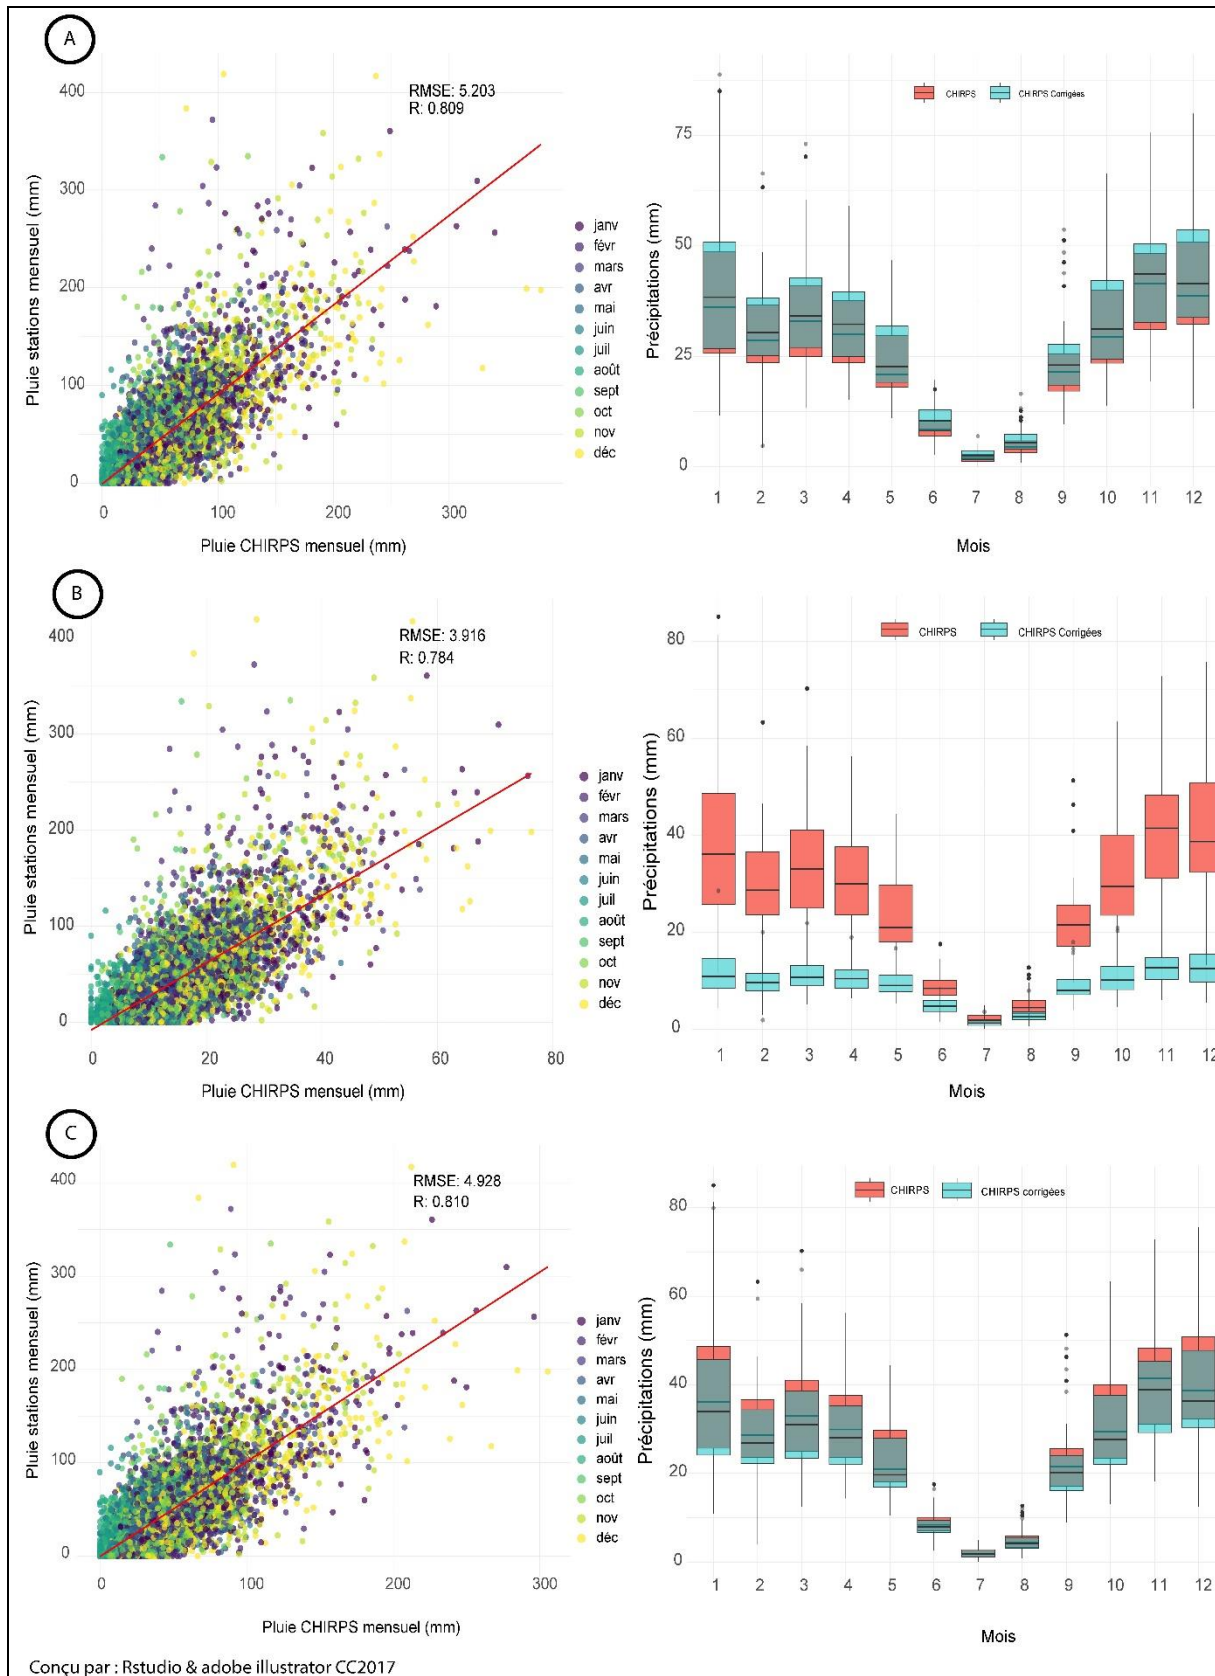 A
RMSE: 5.203
R: 0.809
Pluie stations mensuel (mm)
400
300
200
100
0
0 100 200 300
Pluie CHIRPS mensuel (mm)
janv
févr
mars
avr
mai
juin
juil
août
sept
oct
nov
déc
CHIRPS CHIRPS Corrigées
Précipitations (mm)
75
50
25
0
1 2 3 4 5 6 7 8 9 10 11 12
Mois
B
RMSE: 3.916
R: 0.784
Pluie stations mensuel (mm)
400
300
200
100
0
0 20 40 60 80
Pluie CHIRPS mensuel (mm)
janv
févr
mars
avr
mai
juin
juil
août
sept
oct
nov
déc
CHIRPS CHIRPS Corrigées
Précipitations (mm)
80
60
40
20
0
1 2 3 4 5 6 7 8 9 10 11 12
Mois
C
RMSE: 4.928
R: 0.810
Pluie stations mensuel (mm)
400
300
200
100
0
0 100 200 300
Pluie CHIRPS mensuel (mm)
janv
févr
mars
avr
mai
juin
juil
août
sept
oct
nov
déc
CHIRPS CHIRPS corrigées
Précipitations (mm)
80
60
40
20
0
1 2 3 4 5 6 7 8 9 10 11 12
Mois
Conçu par : Rstudio & adobe illustrator CC2017